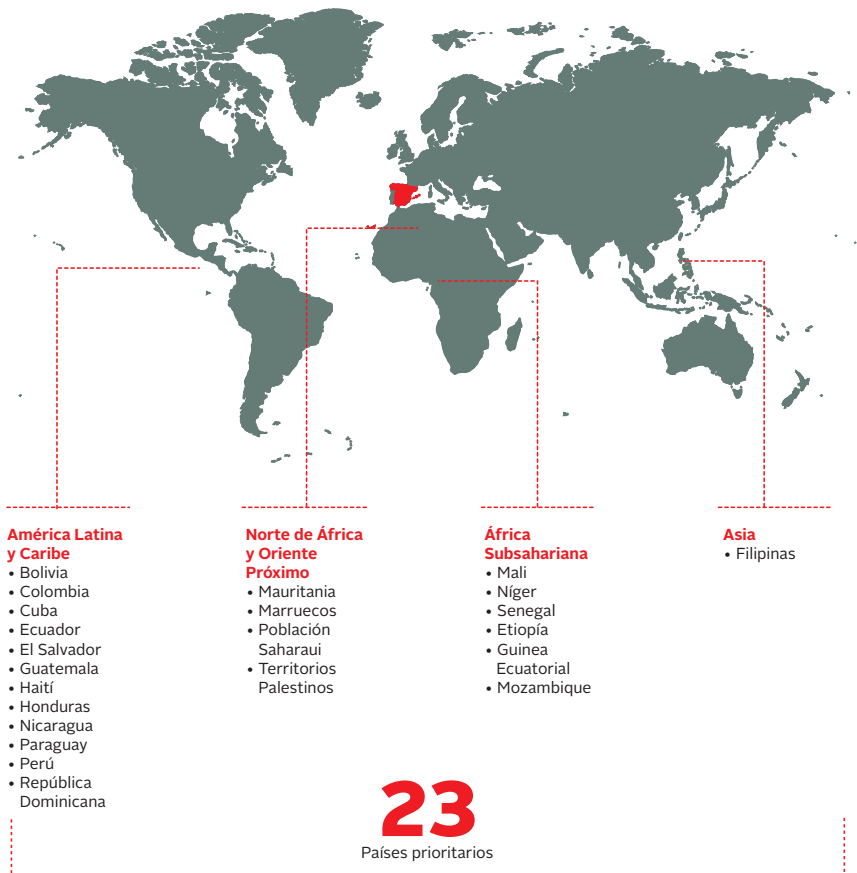 América Latina
y Caribe
• Bolivia
• Colombia
• Cuba
• Ecuador
• El Salvador
• Guatemala
• Haití
• Honduras
• Nicaragua
• Paraguay
• Perú
• República
Dominicana
Norte de África
y Oriente
Próximo
• Mauritania
• Marruecos
• Población
Saharaui
• Territorios
Palestinos
África
Subsahariana
• Mali
• Níger
• Senegal
• Etiopía
• Guinea
Ecuatorial
• Mozambique
Asia
• Filipinas
23
Países prioritarios